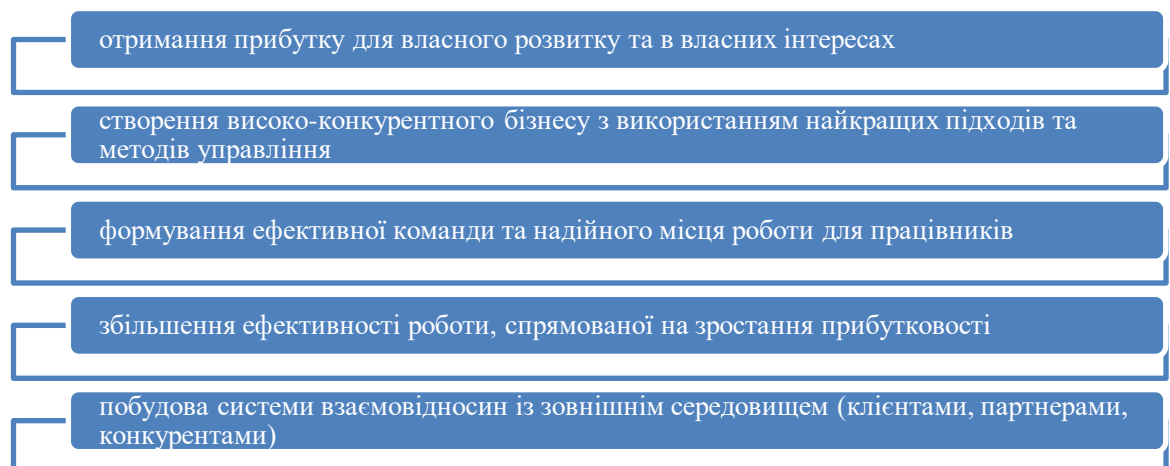 отримання прибутку для власного розвитку та в власних інтересах
створення високо-конкурентного бізнесу з використанням найкращих підходів та
методів управління
формування ефективної команди та надійного місця роботи для працівників
збільшення ефективності роботи, спрямованої на зростання прибутковості
побудова системи взаємовідносин із зовнішнім середовищем (клієнтами, партнерами,
конкурентами)